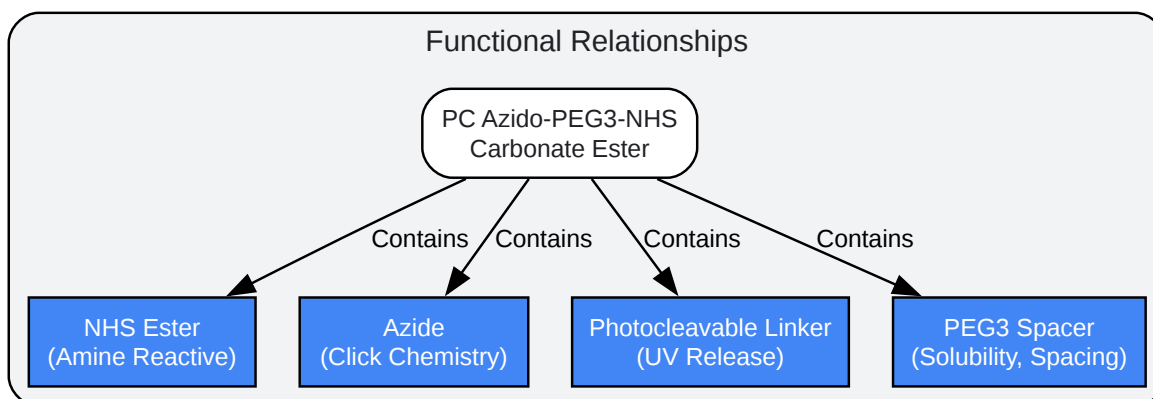 Functional Relationships
PC Azido-PEG3-NHS
Carbonate Ester
Contains
Contains
Contains
Contains
NHS Ester
(Amine Reactive)
Azide
(Click Chemistry)
Photocleavable Linker
(UV Release)
PEG3 Spacer
(Solubility, Spacing)